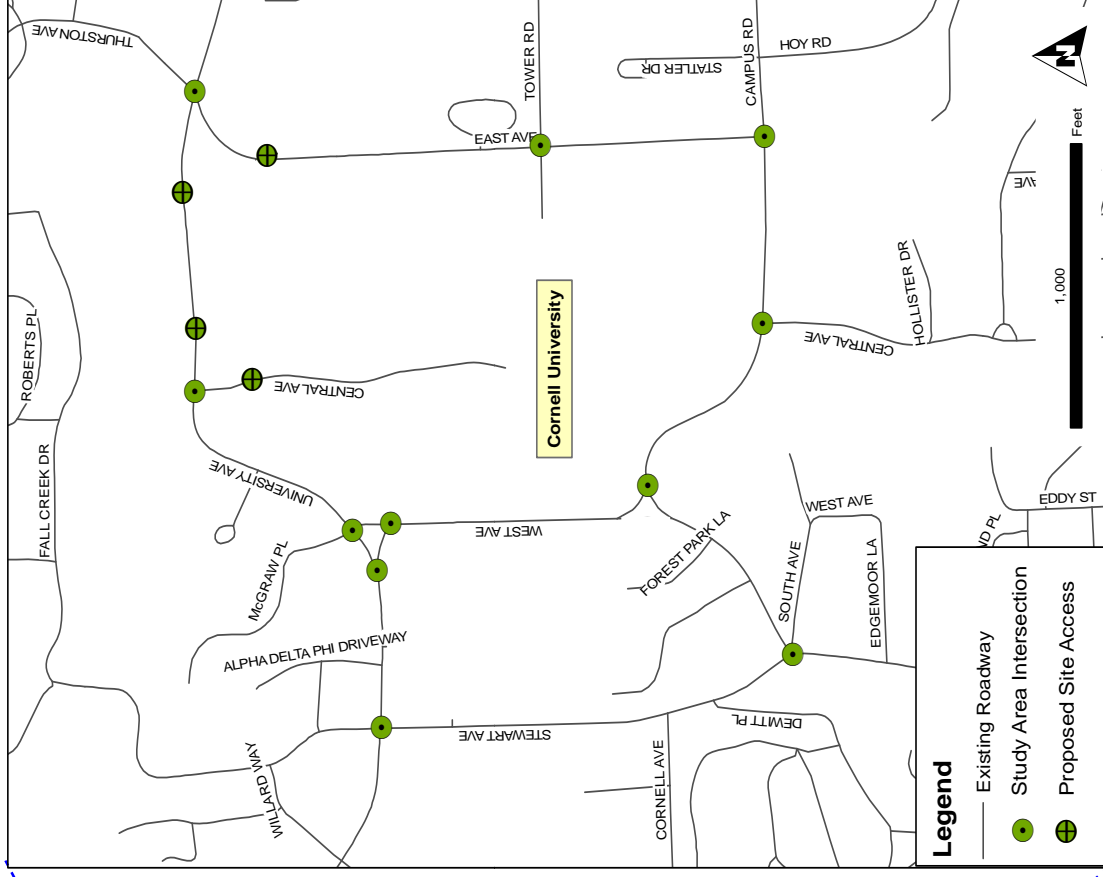 THURSTON AVE
TOWER RD
CAMPUS RD
HOY RD
STATLER DR
EAST AVE
N
ROBERTS PL
FALL CREEK DR
UNIVERSITY AVE
CENTRAL AVE
Cornell University
HOLLISTER DR
CENTRAL AVE
AVE
1,000
Feet
McGRAW PL
WEST AVE
FOREST PARK LA
WEST AVE
EDDY ST
ND PL
ALPHA DELTA PHI DRIVEWAY
SOUTH AVE
EDGEMOOR LA
WILLARD WAY
STEWART AVE
DEWITT PL
CORNELL AVE
Legend
Existing Roadway
Study Area Intersection
Proposed Site Access